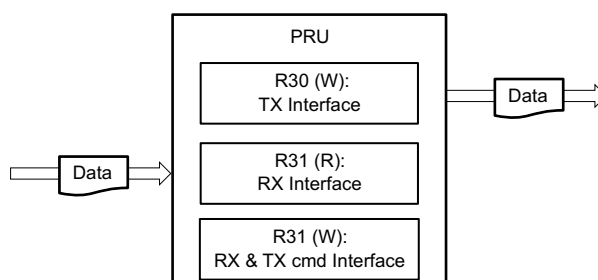 PRU
R30 (W):
TX Interface
Data
R31 (R):
RX Interface
Data
R31 (W):
RX & TX cmd Interface